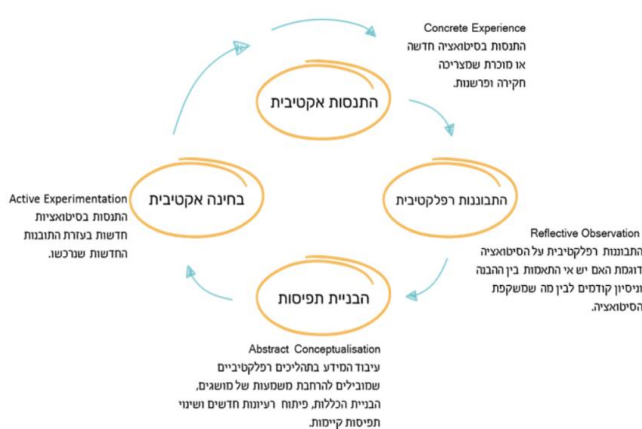 Concrete Experience
התנסות בסיטואציה חדשה
או מוכרת שמצריכה
חקירה ופרשנות.
התנסות אקטיבית
התבוננות רפלקטיבית
Reflective Observation
התבוננות רפלקטיבית על הסיטואציה
דוגמת האם יש אי התאמות בין ההבנה
וניסיון קודמים לבין מה שמשקפת
הסיטואציה.
הבניית תפיסות
Abstract Conceptualisation
עיבוד המידע בתהליכים רפלקטיביים
שמובילים להרחבת משמעות של מושגים,
הבניית הכללות, פיתוח רעיונות חדשים ושינוי
תפיסות קיימות.
בחינה אקטיבית
Active Experimentation
התנסות בסיטואציות
חדשות בעזרת התובנות
החדשות שנרכשו.